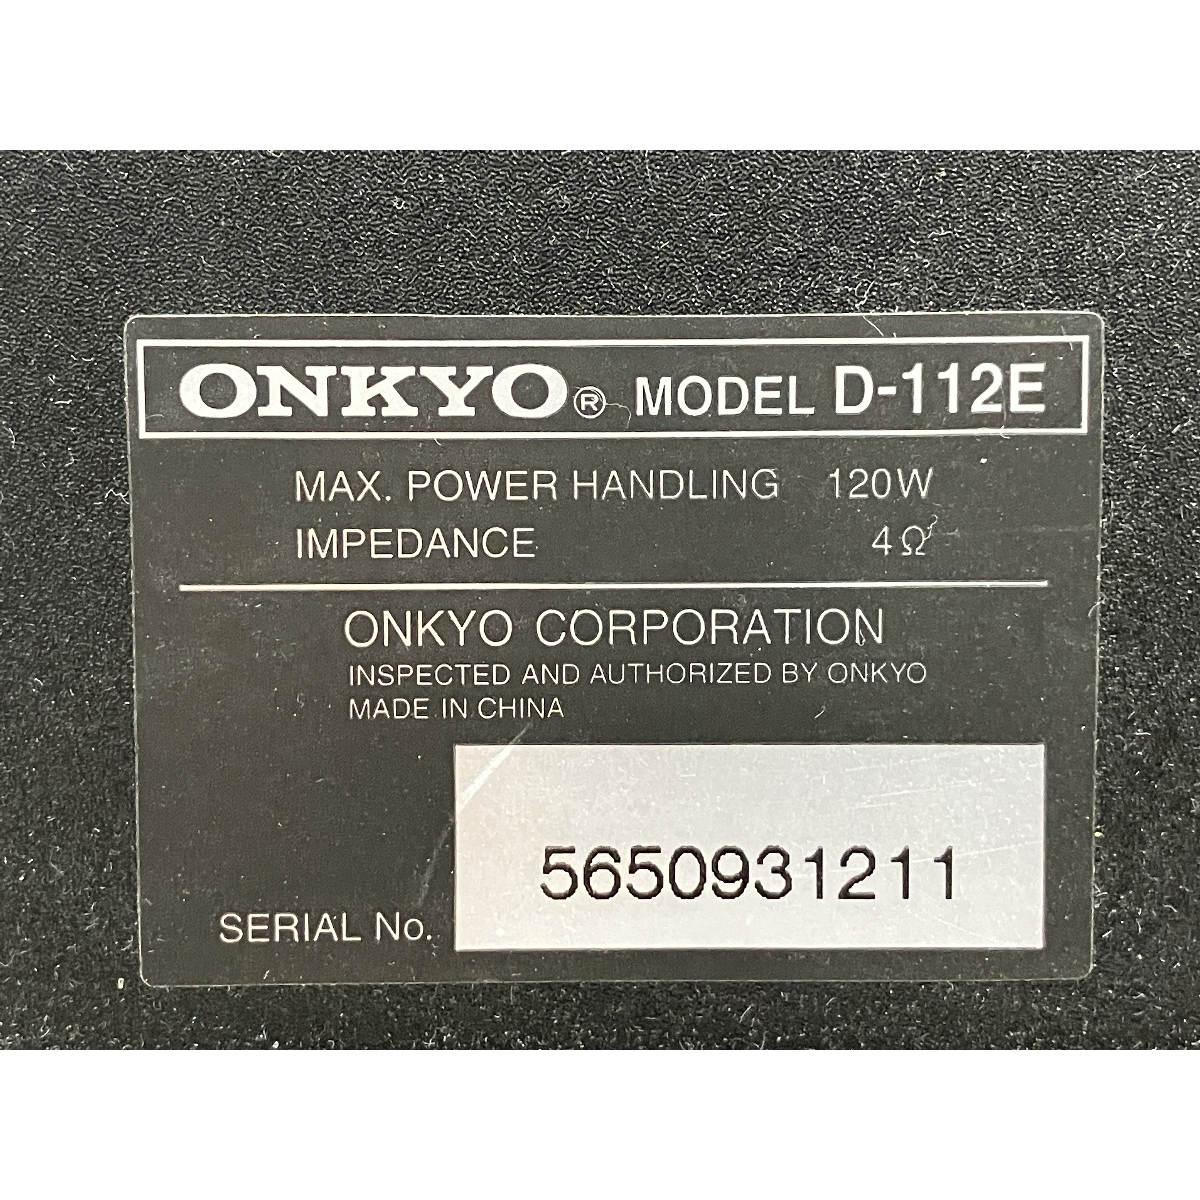 ONKYO® MODEL D-112E
MAX. POWER HANDLING 120W
IMPEDANCE 4Ω
ONKYO CORPORATION
INSPECTED AND AUTHORIZED BY ONKYO
MADE IN CHINA
5650931211
SERIAL No.